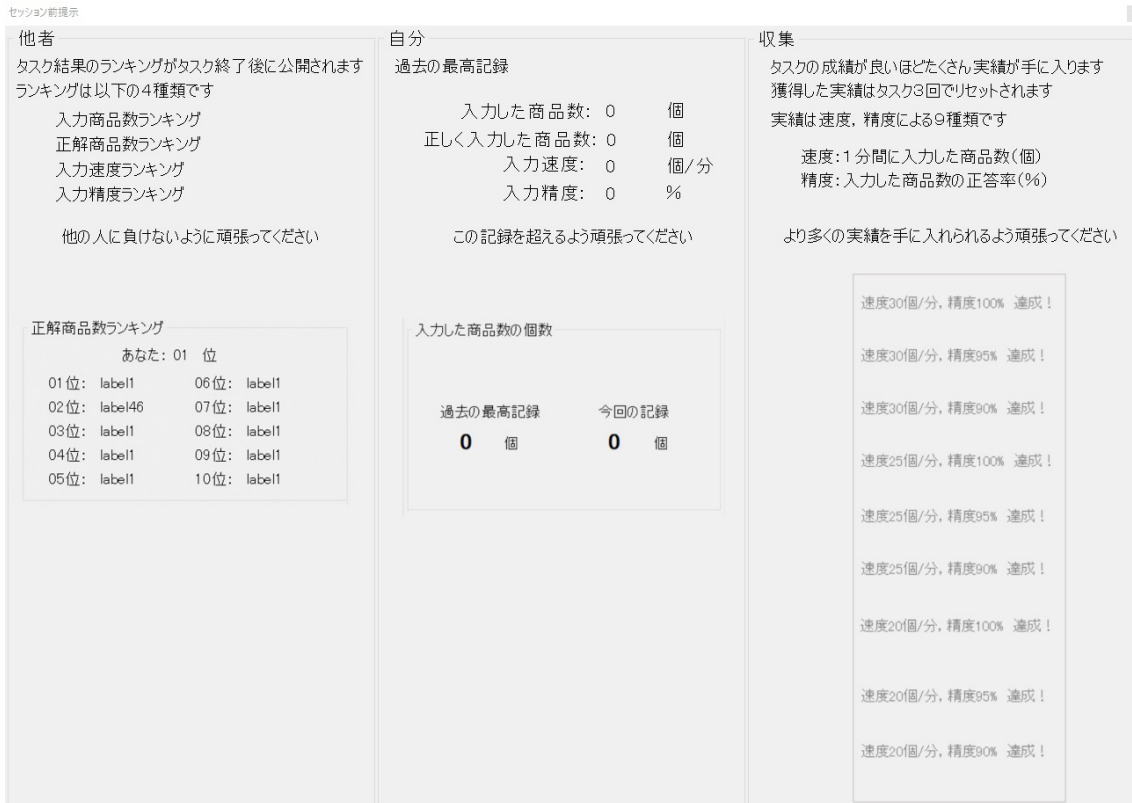 セッション前提示
他者
タスク結果のランキングがタスク終了後に公開されます
ランキングは以下の4種類です
入力商品数ランキング
正解商品数ランキング
入力速度ランキング
入力精度ランキング
他の人に負けないように頑張ってください
正解商品数ランキング
あなた: 01 位
01位: label1 06位: label1
02位: label46 07位: label1
03位: label1 08位: label1
04位: label1 09位: label1
05位: label1 10位: label1
自分
過去の最高記録
入力した商品数: 0 個
正しく入力した商品数: 0 個
入力速度: 0 個/分
入力精度: 0 %
この記録を超えるよう頑張ってください
入力した商品数の個数
過去の最高記録 今回の記録
0 個 0 個
収集
タスクの成績が良いほどたくさん実績が手に入ります
獲得した実績はタスク3回でリセットされます
実績は速度, 精度による9種類です
速度:1分間に入力した商品数(個)
精度:入力した商品数の正答率(%)
より多くの実績を手に入れられるよう頑張ってください
速度30個/分, 精度100% 達成!
速度30個/分, 精度95% 達成!
速度30個/分, 精度90% 達成!
速度25個/分, 精度100% 達成!
速度25個/分, 精度95% 達成!
速度25個/分, 精度90% 達成!
速度20個/分, 精度100% 達成!
速度20個/分, 精度95% 達成!
速度20個/分, 精度90% 達成!